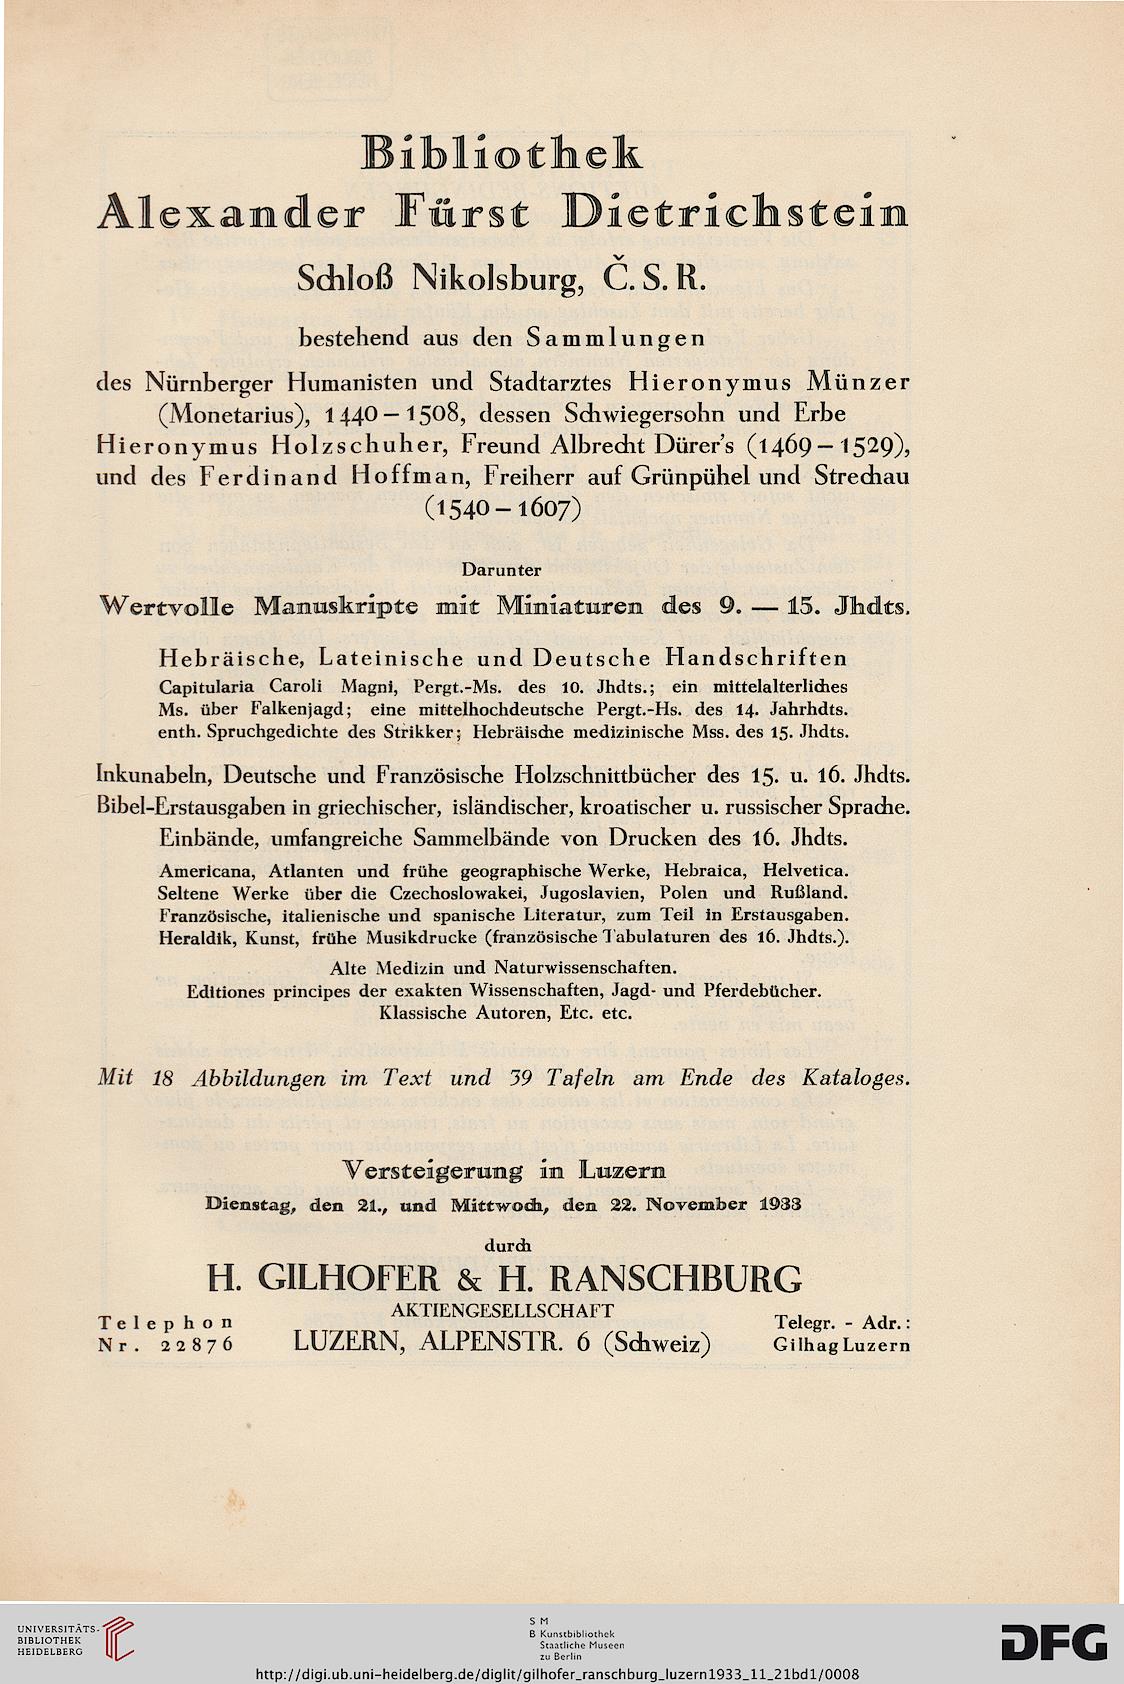 Bibliothek
Alexander Fürst Dietrichstein
Schloß Nikolsburg, Č. S. R.
bestehend aus den Sammlungen
des Nürnberger Humanisten und Stadtarztes Hieronymus Münzer
(Monetarius), 1440 – 1508, dessen Schwiegersohn und Erbe
Hieronymus Holzschuher, Freund Albrecht Dürer's (1469 – 1529),
und des Ferdinand Hoffman, Freiherr auf Grünpühel und Strechau
(1540 – 1607)
Darunter
Wertvolle Manuskripte mit Miniaturen des 9. — 15. Jhdts.
Hebräische, Lateinische und Deutsche Handschriften
Capitularia Caroli Magni, Pergt.-Ms. des 10. Jhdts.; ein mittelalterliches
Ms. über Falkenjagd; eine mittelhochdeutsche Pergt.-Hs. des 14. Jahrhdts.
enth. Spruchgedichte des Strikker; Hebräische medizinische Mss. des 15. Jhdts.
Inkunabeln, Deutsche und Französische Holzschnittbücher des 15. u. 16. Jhdts.
Bibel-Erstausgaben in griechischer, isländischer, kroatischer u. russischer Sprache.
Einbände, umfangreiche Sammelbände von Drucken des 16. Jhdts.
Americana, Atlanten und frühe geographische Werke, Hebraica, Helvetica.
Seltene Werke über die Czechoslowakei, Jugoslavien, Polen und Rußland.
Französische, italienische und spanische Literatur, zum Teil in Erstausgaben.
Heraldik, Kunst, frühe Musikdrucke (französische Tabulaturen des 16. Jhdts.).
Alte Medizin und Naturwissenschaften.
Editiones principes der exakten Wissenschaften, Jagd- und Pferdebücher.
Klassische Autoren, Etc. etc.
Mit 18 Abbildungen im Text und 39 Tafeln am Ende des Kataloges.
Versteigerung in Luzern
Dienstag, den 21., und Mittwoch, den 22. November 1933
durch
H. GILHOFER & H. RANSCHBURG
AKTIENGESELLSCHAFT
Telephon
Nr. 22876
LUZERN, ALPENSTR. 6 (Schweiz)
Telegr. - Adr.:
Gilhag Luzern
UNIVERSITÄTS-
BIBLIOTHEK
HEIDELBERG
S M
B Kunstbibliothek
Staatliche Museen
zu Berlin
DFG
http://digi.ub.uni-heidelberg.de/diglit/gilhofer_ranschburg_luzern1933_11_21bd1/0008